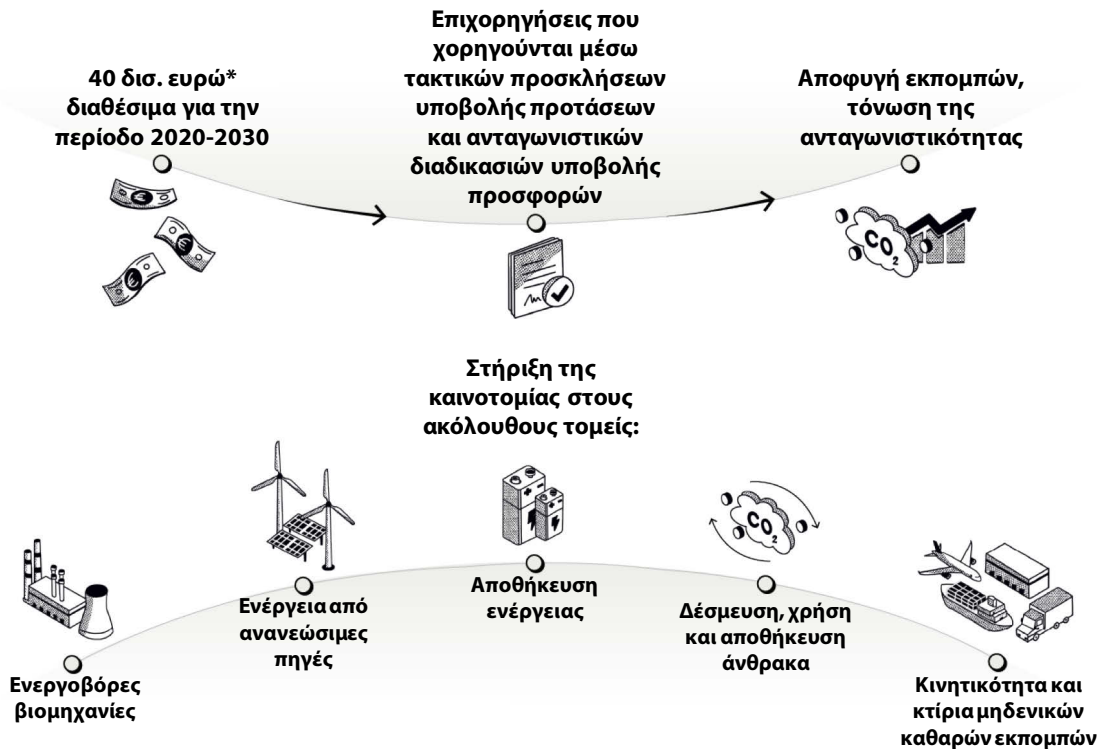 40 δισ. ευρώ*
διαθέσιμα για την
περίοδο 2020-2030
Επιχορηγήσεις που
χορηγούνται μέσω
τακτικών προσκλήσεων
υποβολής προτάσεων
και ανταγωνιστικών
διαδικασιών υποβολής
προσφορών
Αποφυγή εκπομπών,
τόνωση της
ανταγωνιστικότητας
CO2
Στήριξη της
καινοτομίας στους
ακόλουθους τομείς:
Ενεργοβόρες
βιομηχανίες
Ενέργεια από
ανανεώσιμες
πηγές
Αποθήκευση
ενέργειας
CO2
Δέσμευση, χρήση
και αποθήκευση
άνθρακα
Κινητικότητα και
κτίρια μηδενικών
καθαρών εκπομπών